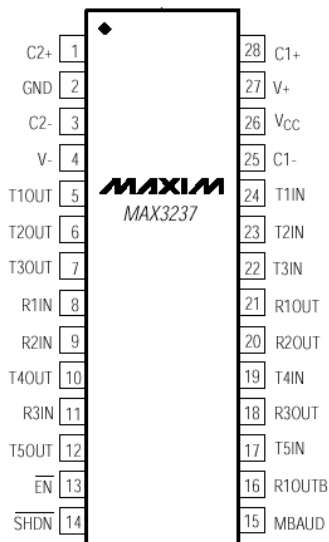 C2+ 1 28 C1+
GND 2 27 V+
C2- 3 26 VCC
V- 4 25 C1-
MAXIM
T1OUT 5 24 T1IN
MAX3237
T2OUT 6 23 T2IN
T3OUT 7 22 T3IN
R1IN 8 21 R1OUT
R2IN 9 20 R2OUT
T4OUT 10 19 T4IN
R3IN 11 18 R3OUT
T5OUT 12 17 T5IN
EN 13 16 R1OUTB
SHDN 14 15 MBAUD